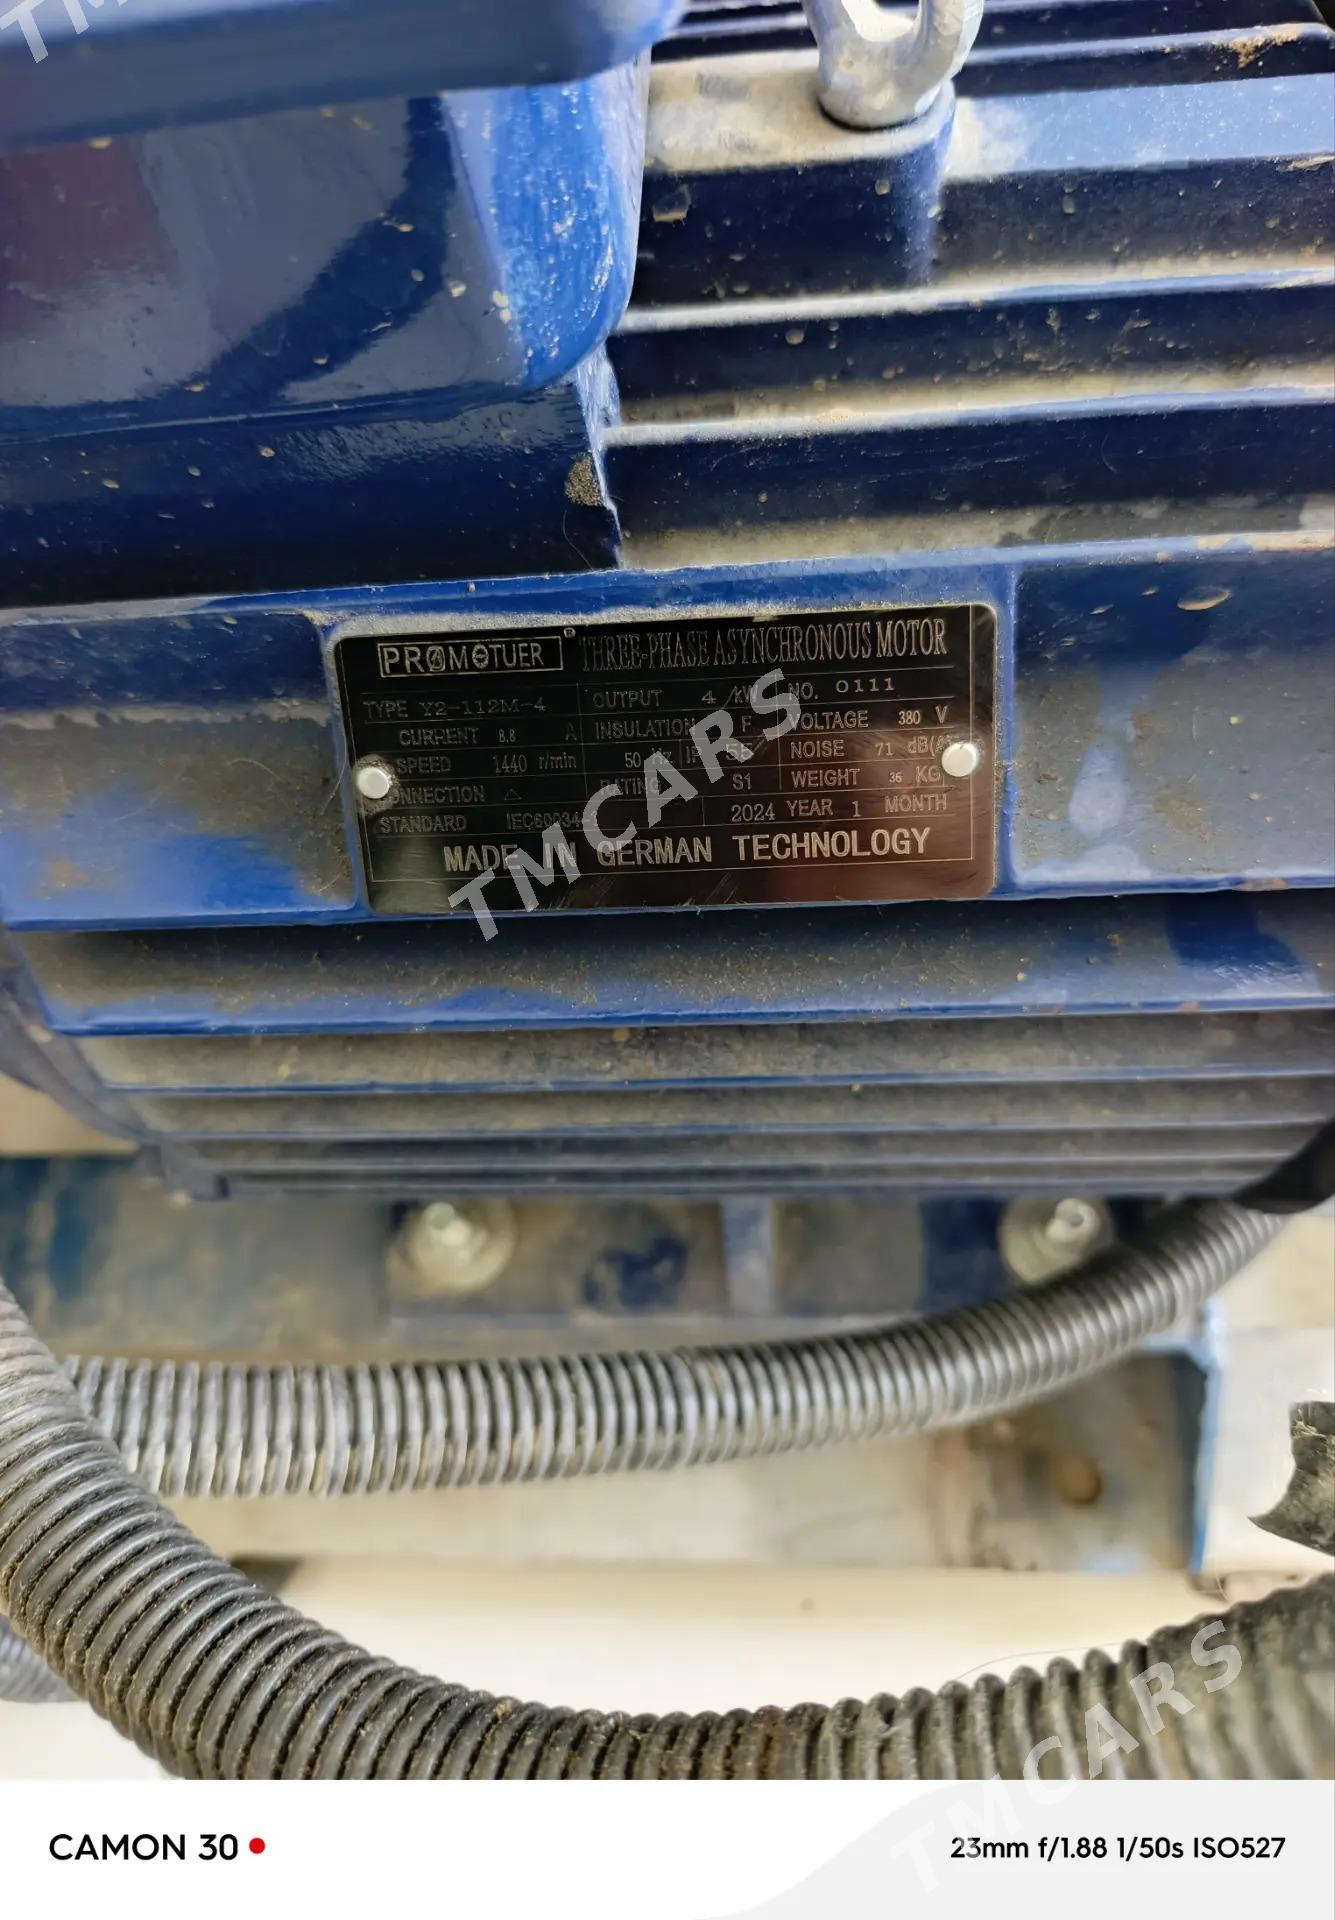 PROMOTUER ® THREE-PHASE ASYNCHRONOUS MOTOR
TYPE Y2-112M-4 OUTPUT 4 /kW NO. 0111
CURRENT 8.8 A INSULATION F VOLTAGE 380 V
SPEED 1440 r/min 50 Hz IP 55 NOISE 71 dB(A)
CONNECTION △ RATING S1 WEIGHT 36 KG
STANDARD IEC60034 2024 YEAR 1 MONTH
MADE IN GERMAN TECHNOLOGY
TMCARS
TMCARS
CAMON 30
23mm f/1.88 1/50s ISO527